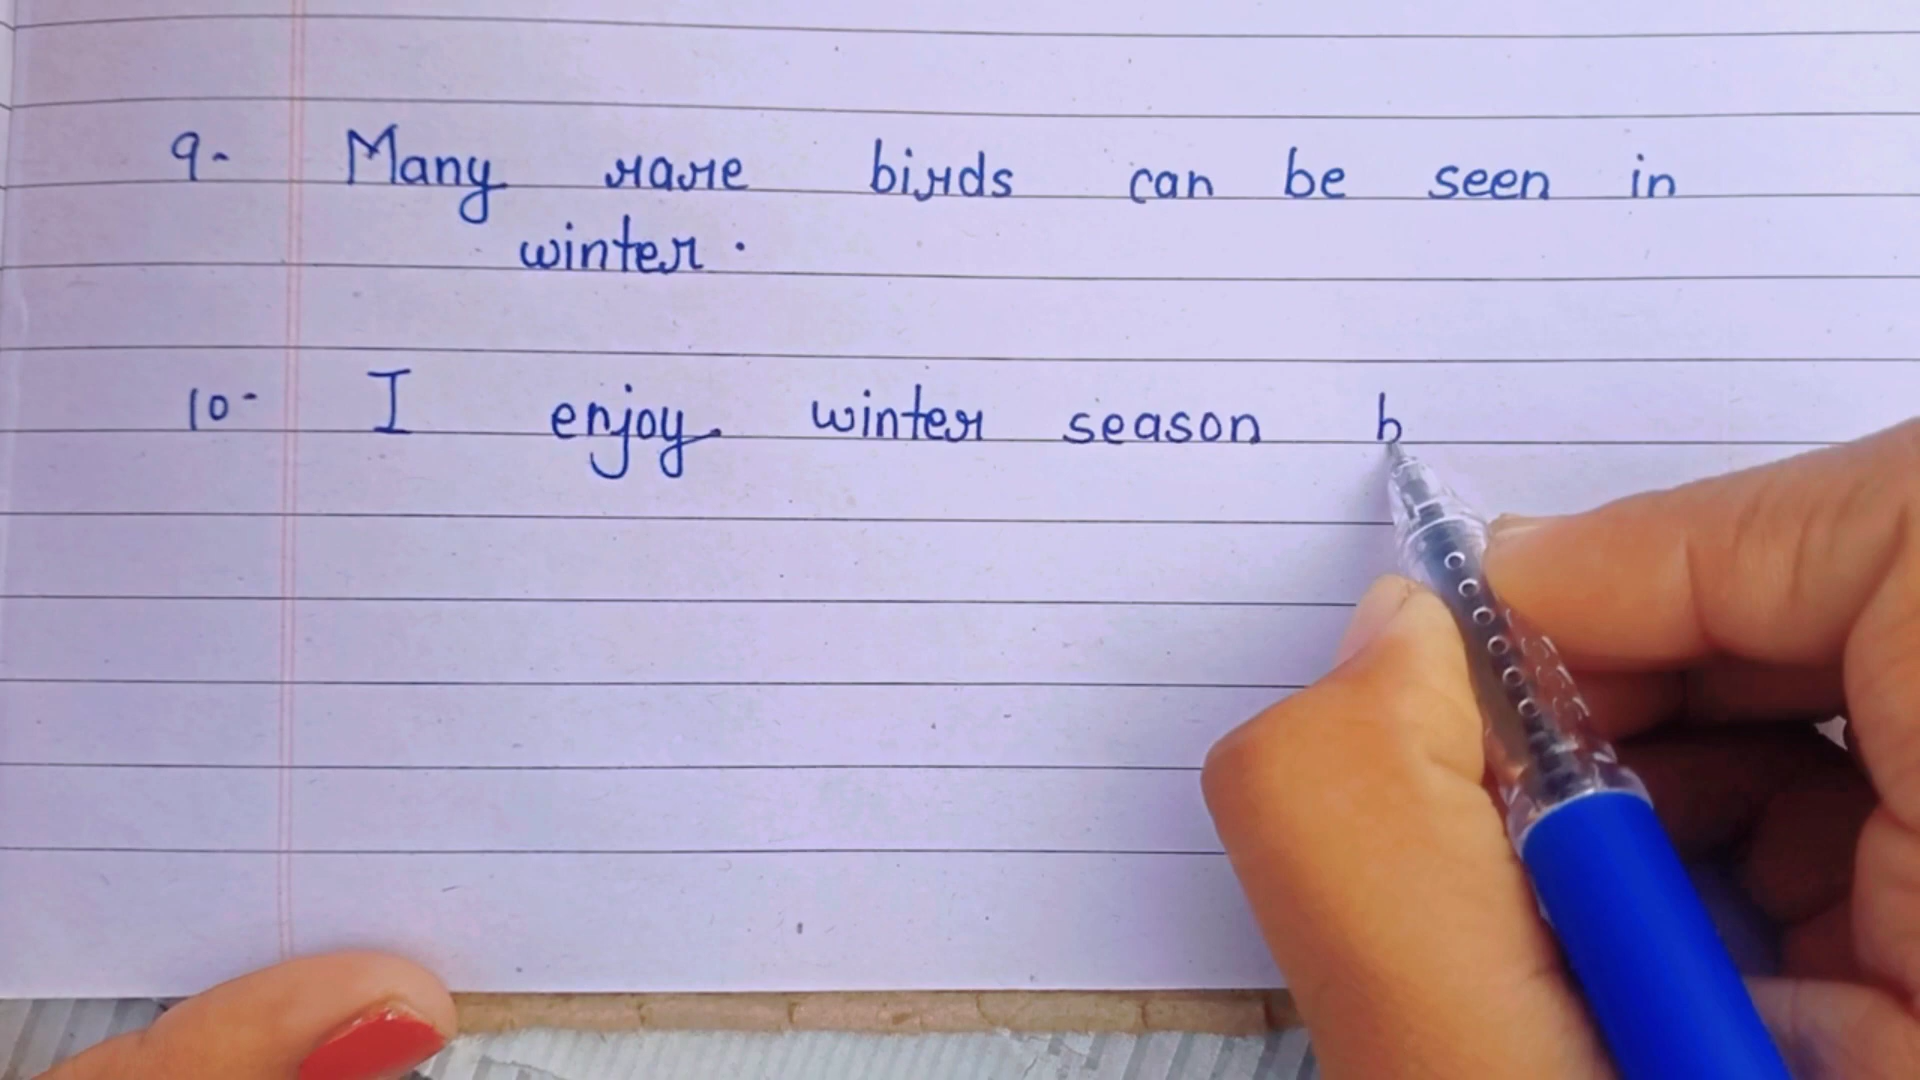 9- Many rare birds can be seen in
winter.
10- I enjoy winter season b